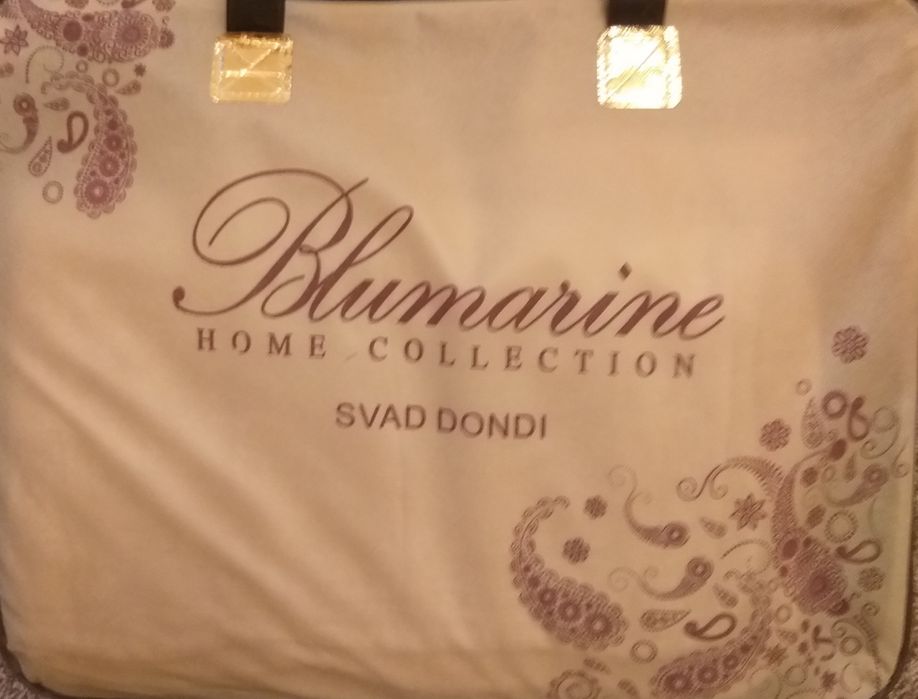 Blumarine
HOME COLLECTION
SVAD DONDI